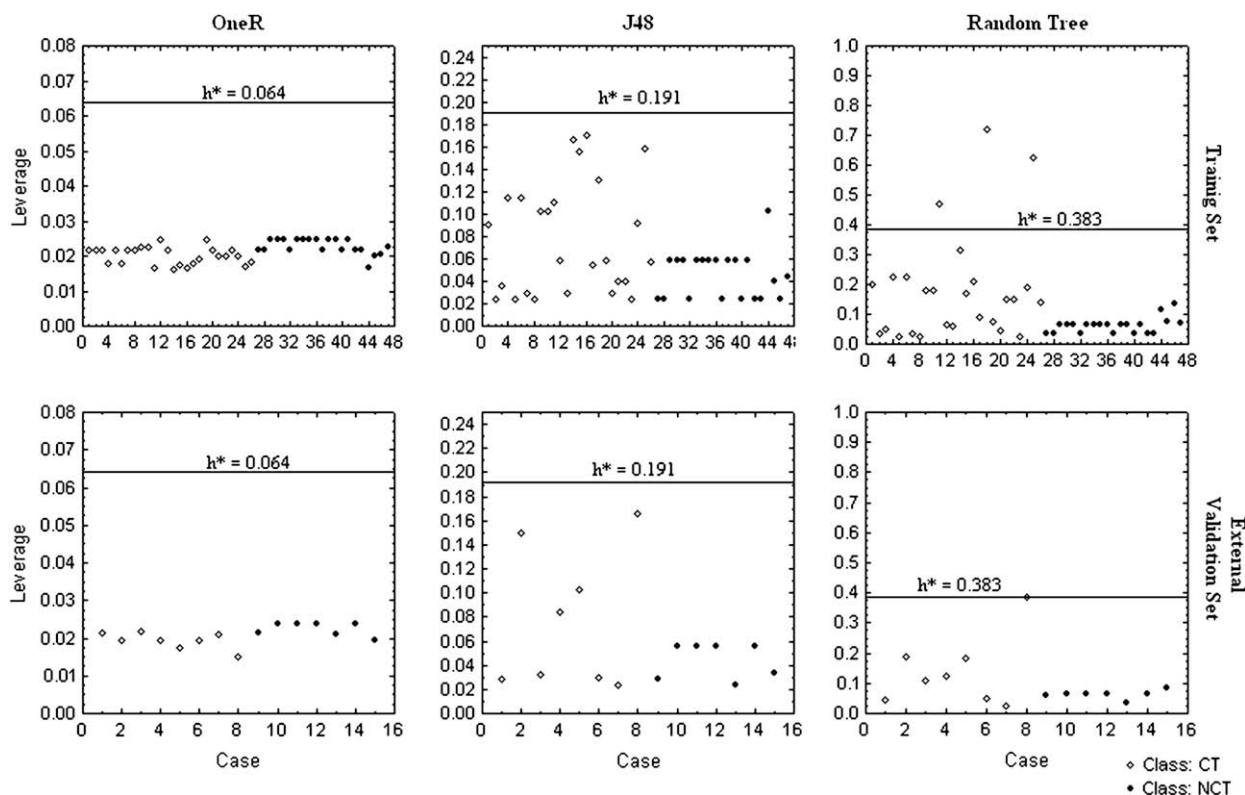 OneR
0.08
0.07
0.06
0.05
0.04
0.03
0.02
0.01
0.00
Leverage
h* = 0.064
0 4 8 12 16 20 24 28 32 36 40 44 48
J48
0.24
0.22
0.20
0.18
0.16
0.14
0.12
0.10
0.08
0.06
0.04
0.02
0.00
h* = 0.191
0 4 8 12 16 20 24 28 32 36 40 44
Random Tree
1.0
0.9
0.8
0.7
0.6
0.5
0.4
0.3
0.2
0.1
0.0
h* = 0.383
0 4 8 12 16 20 24 28 32 36 40 44 48
Trainig Set
0.08
0.07
0.06
0.05
0.04
0.03
0.02
0.01
0.00
Leverage
h* = 0.064
0 2 4 6 8 10 12 14 16
Case
0.24
0.22
0.20
0.18
0.16
0.14
0.12
0.10
0.08
0.06
0.04
0.02
0.00
h* = 0.191
0 2 4 6 8 10 12 14 16
Case
1.0
0.9
0.8
0.7
0.6
0.5
0.4
0.3
0.2
0.1
0.0
h* = 0.383
0 2 4 6 8 10 12 14 16
Case
External
Validation Set
Class: CT
Class: NCT